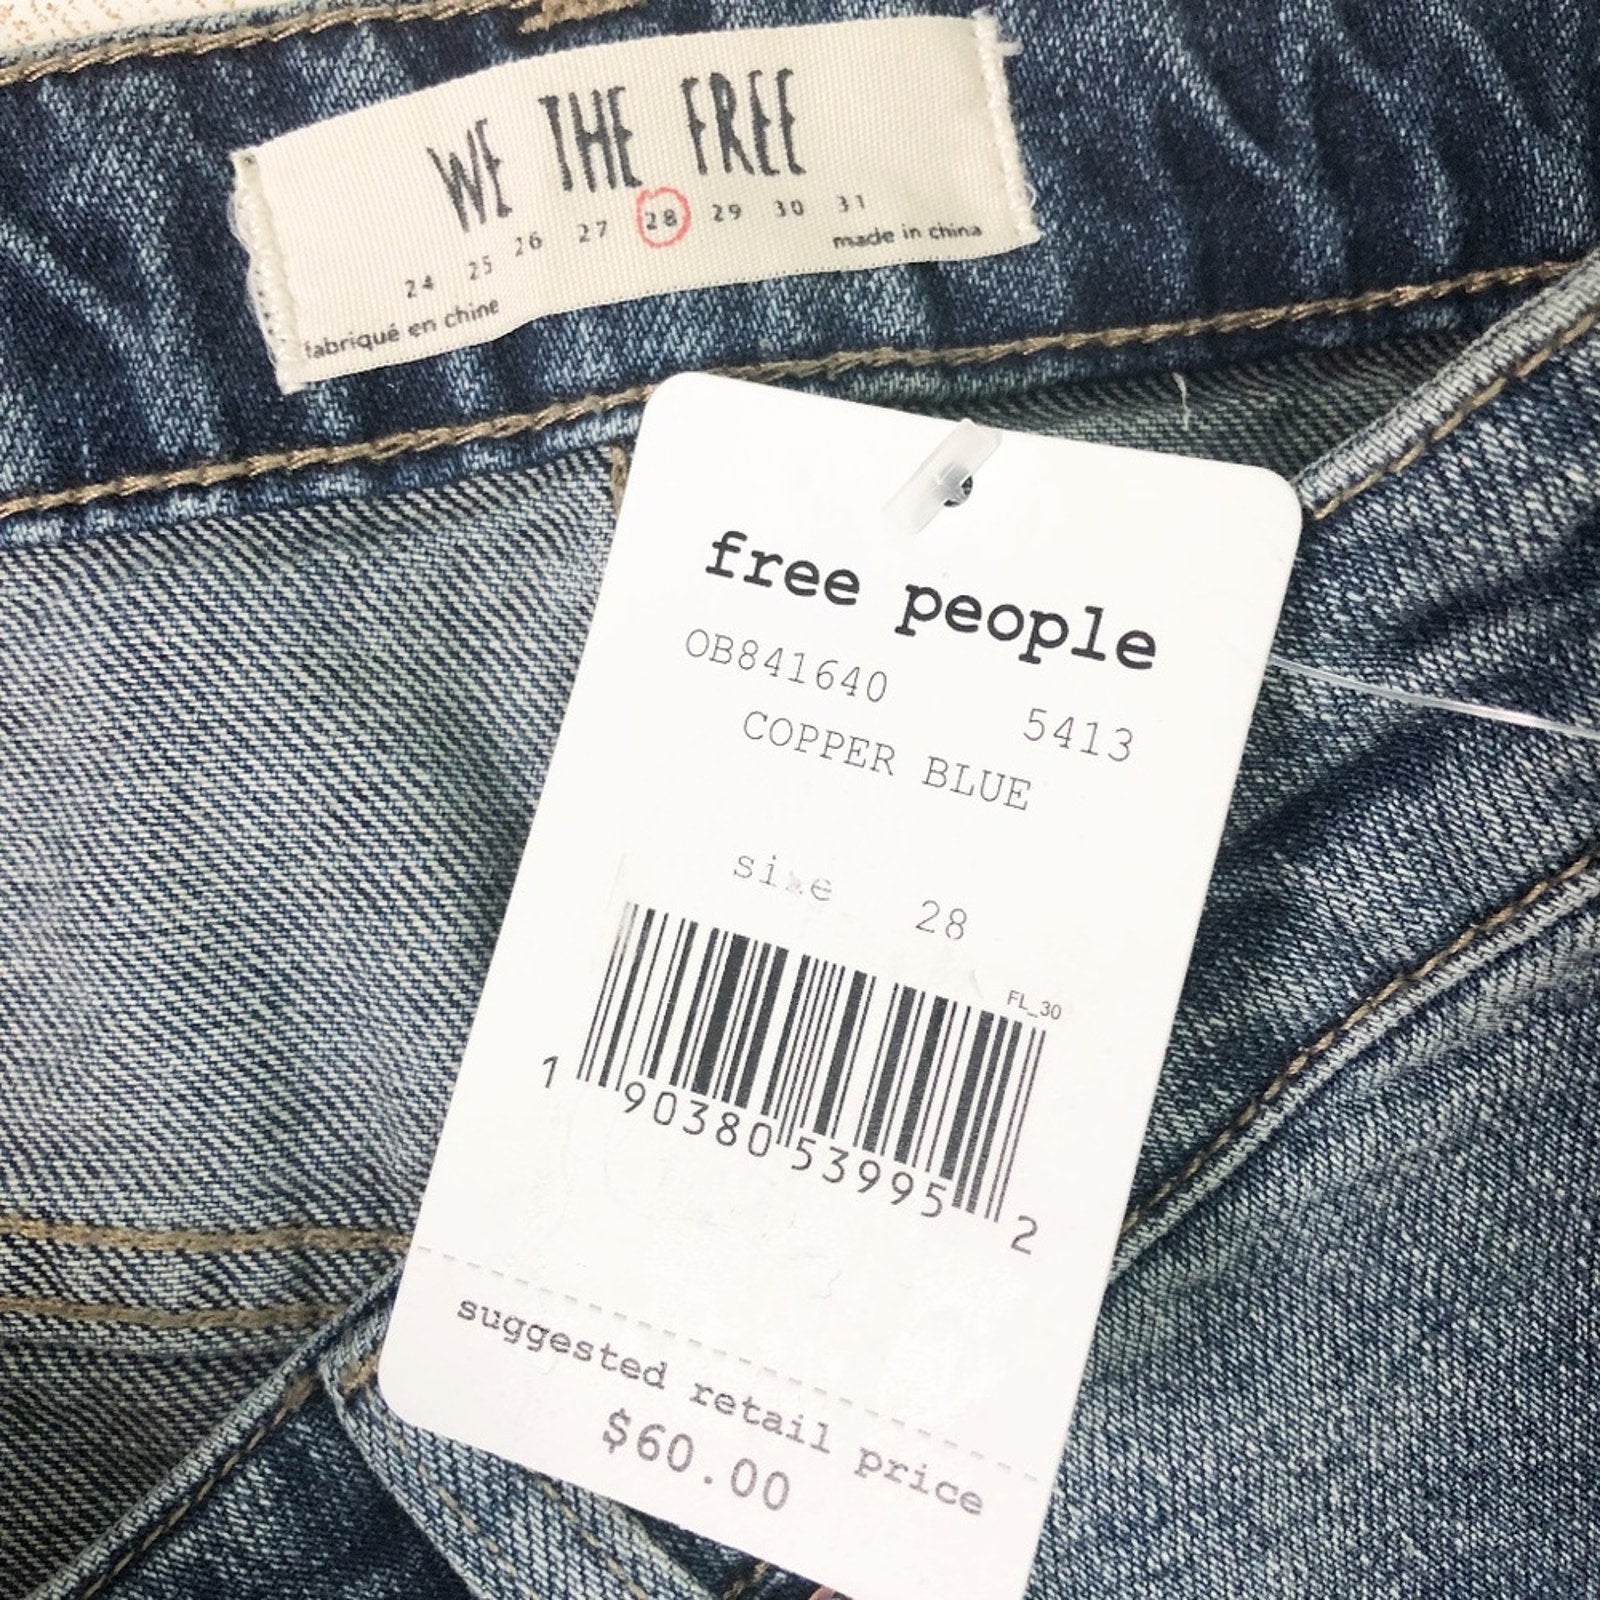 WE THE FREE
24 25 26 27 28 29 30 31
fabriqué en chine made in china
free people
OB841640 5413
COPPER BLUE
size 28
FL_30
1 90380 53995 2
suggested retail price
$60.00